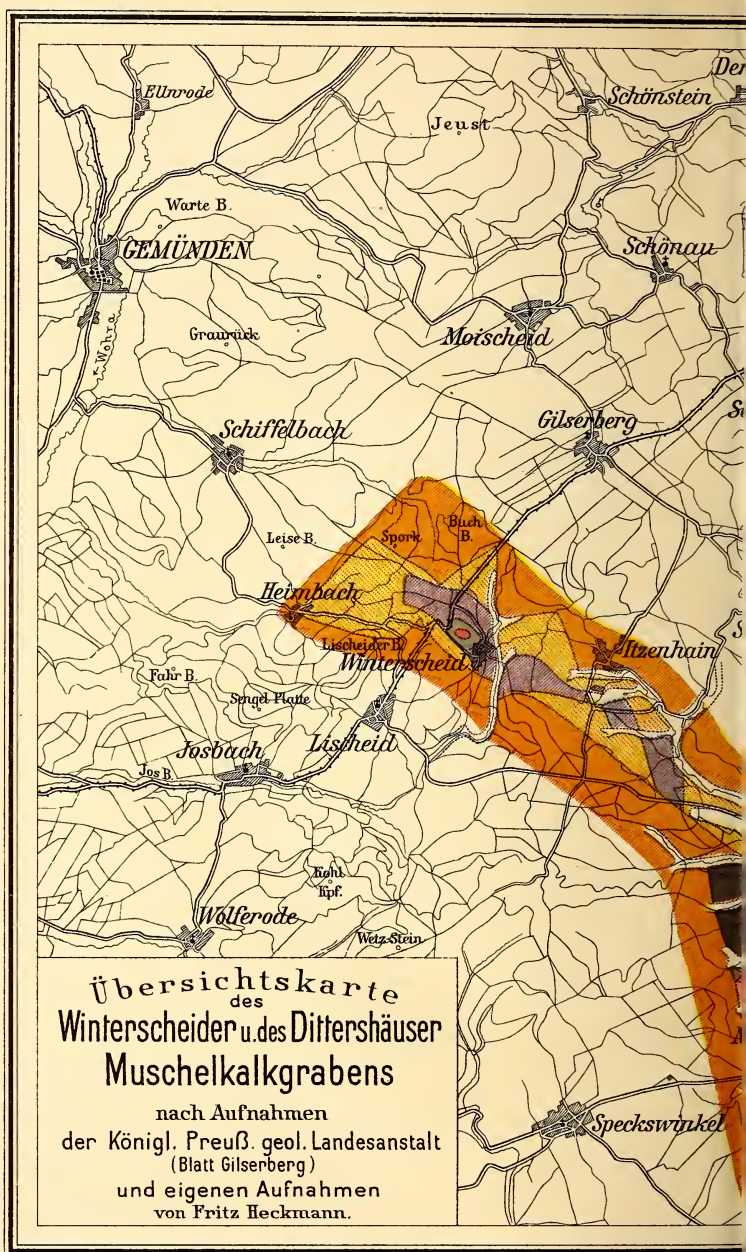 Der
Ellnrode
Schönstein
Jeust
Warte B.
GEMÜNDEN
Schönau
Wohra
Graurück
Moischeid
Gilserberg
Schiffelbach
Buch
B.
Leise B.
Spork
Heimbach
Lischeider B.
Winterscheid
Itzenhain
Fahr B.
Sengel Platte
Lischeid
Josbach
Jos B.
Kohl
Kpf.
Wolferode
Wetz-Stein
Übersichtskarte
des
Winterscheider u. des Dittershäuser
Muschelkalkgrabens
nach Aufnahmen
der Königl. Preuß. geol. Landesanstalt
(Blatt Gilserberg)
und eigenen Aufnahmen
von Fritz Heckmann.
Speckswinkel